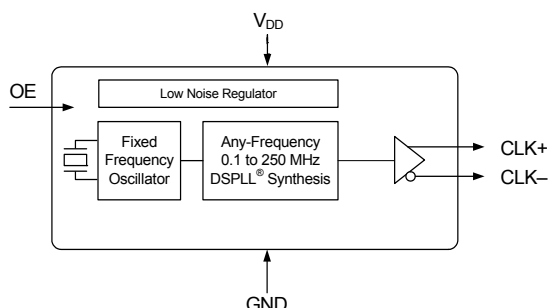 V_DD
OE
Low Noise Regulator
Fixed
Frequency
Oscillator
Any-Frequency
0.1 to 250 MHz
DSPLL® Synthesis
CLK+
CLK–
GND